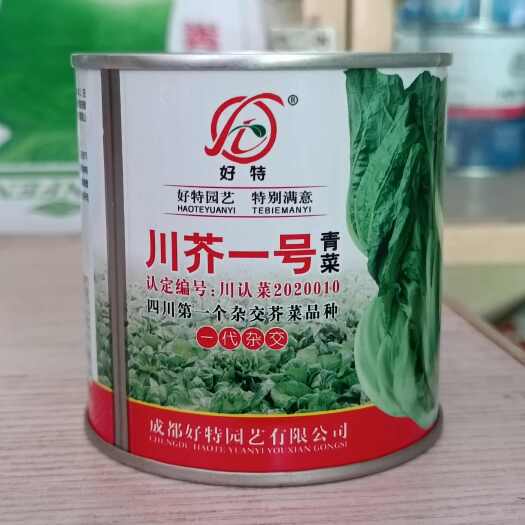 ®
好特
好特园艺 特别满意
HAOTEYUANYI TEBIEMANYI
川芥一号 青菜
认定编号:川认菜2020010
四川第一个杂交芥菜品种
一代杂交
成都好特园艺有限公司
CHENGDU HAOTE YUANYI YOUXIAN GONGSI